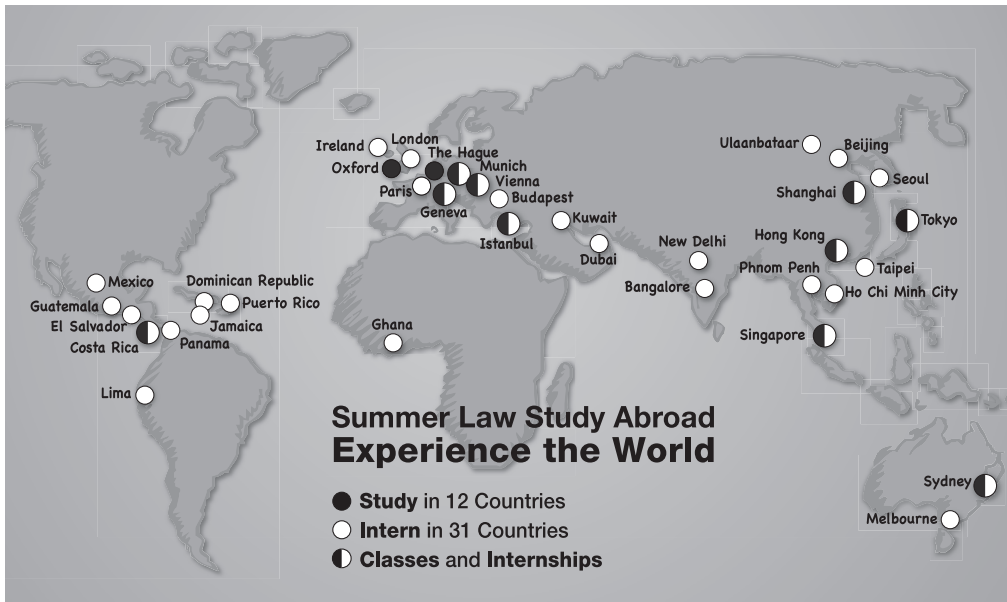 Ireland
London
Oxford
The Hague
Munich
Vienna
Paris
Budapest
Geneva
Istanbul
Kuwait
Dubai
Ulaanbataar
Beijing
Seoul
Shanghai
Tokyo
Hong Kong
New Delhi
Phnom Penh
Taipei
Bangalore
Ho Chi Minh City
Singapore
Mexico
Dominican Republic
Guatemala
Puerto Rico
El Salvador
Jamaica
Costa Rica
Panama
Ghana
Lima
Summer Law Study Abroad
Experience the World
Study in 12 Countries
Intern in 31 Countries
Classes and Internships
Sydney
Melbourne